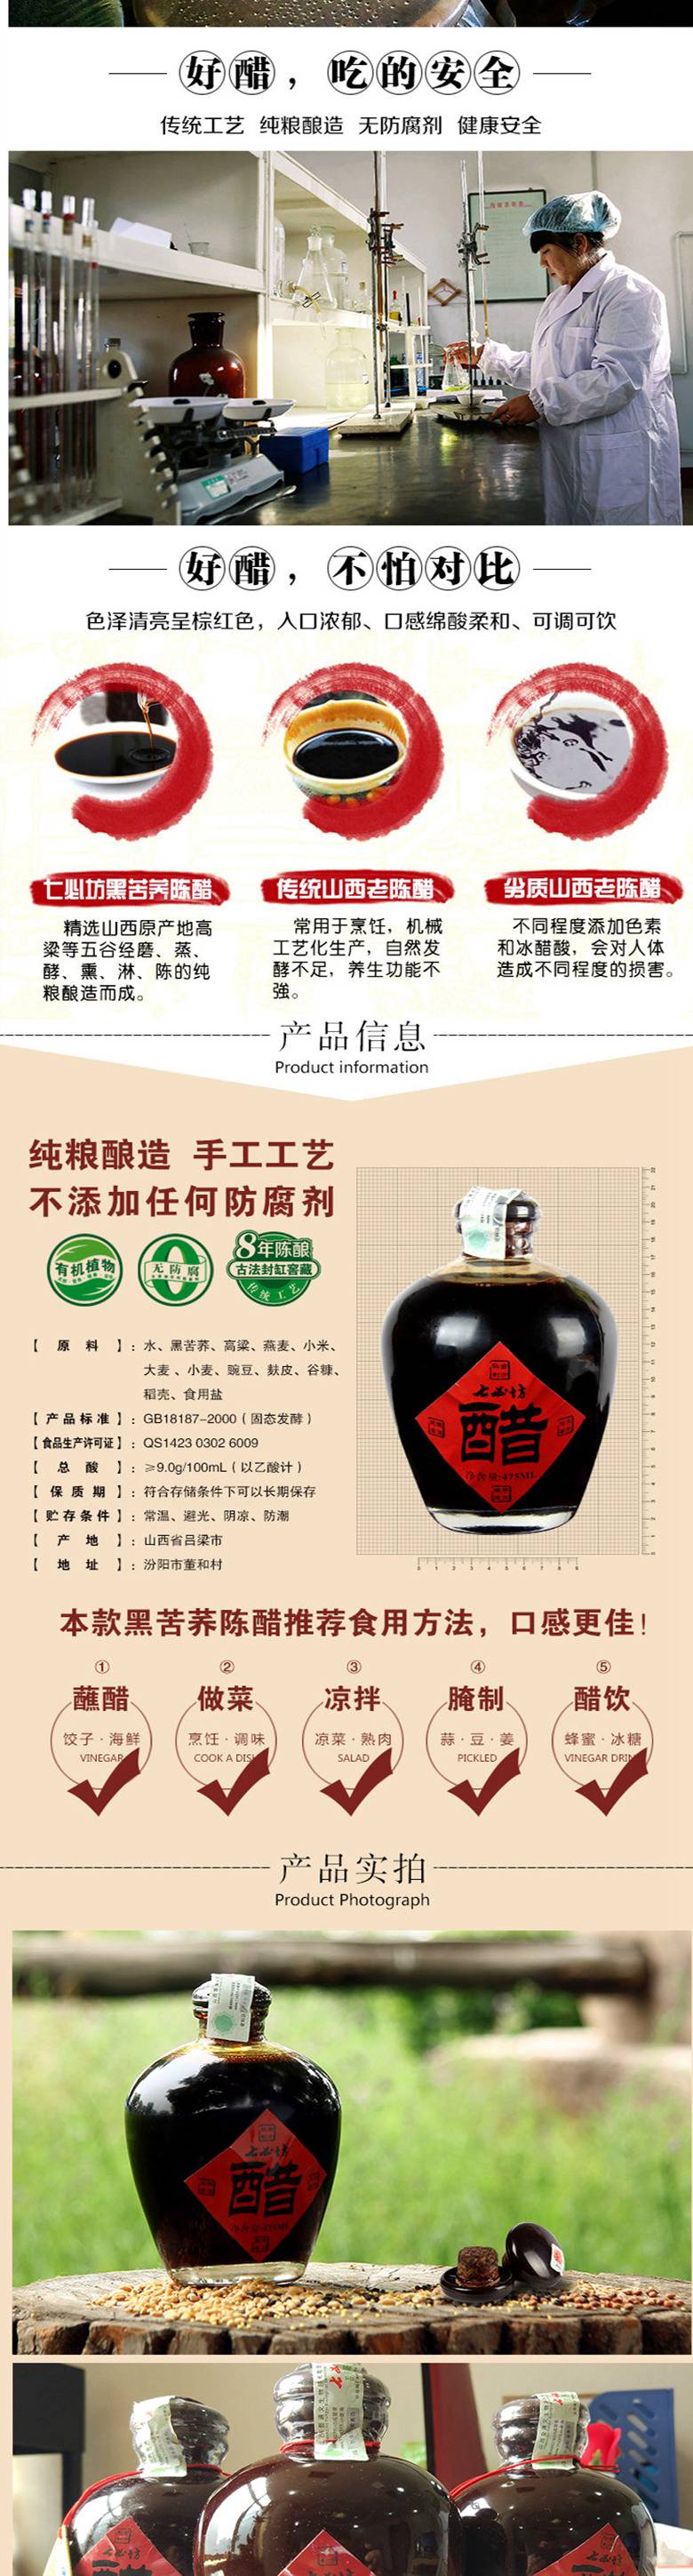 好醋，吃的安全
传统工艺 纯粮酿造 无防腐剂 健康安全
好醋，不怕对比
色泽清亮呈棕红色，入口浓郁、口感绵酸柔和、可调可饮
七必坊黑苦荞陈醋
精选山西原产地高
粱等五谷经磨、蒸、
酵、熏、淋、陈的纯
粮酿造而成。
传统山西老陈醋
常用于烹饪，机械
工艺化生产，自然发
酵不足，养生功能不
強。
劣质山西老陈醋
不同程度添加色素
和冰醋酸，会对人体
造成不同程度的损害。
产品信息
Product information
纯粮酿造 手工工艺
不添加任何防腐剂
有机植物
无防腐
8年陈酿
古法封缸窖藏
传统工艺
【原料】：水、黑苦荞、高粱、燕麦、小米、
大麦、小麦、豌豆、麸皮、谷糠、
稻壳、食用盐
【产品标准】：GB18187-2000（固态发酵）
【食品生产许可证】：QS1423 0302 6009
【总酸】：≥9.0g/100mL（以乙酸计）
【保质期】：符合存储条件下可以长期保存
【贮存条件】：常温、避光、阴凉、防潮
【产地】：山西省吕梁市
【地址】：汾阳市董和村
七必坊
醋
净含量:475ML
本款黑苦荞陈醋推荐食用方法，口感更佳！
①
蘸醋
饺子·海鲜
VINEGAR
②
做菜
烹饪·调味
COOK A DISH
③
凉拌
凉菜·熟肉
SALAD
④
腌制
蒜·豆·姜
PICKLED
⑤
醋饮
蜂蜜·冰糖
VINEGAR DRINK
产品实拍
Product Photograph
七必坊
醋
净含量:475ML
七必坊
醋